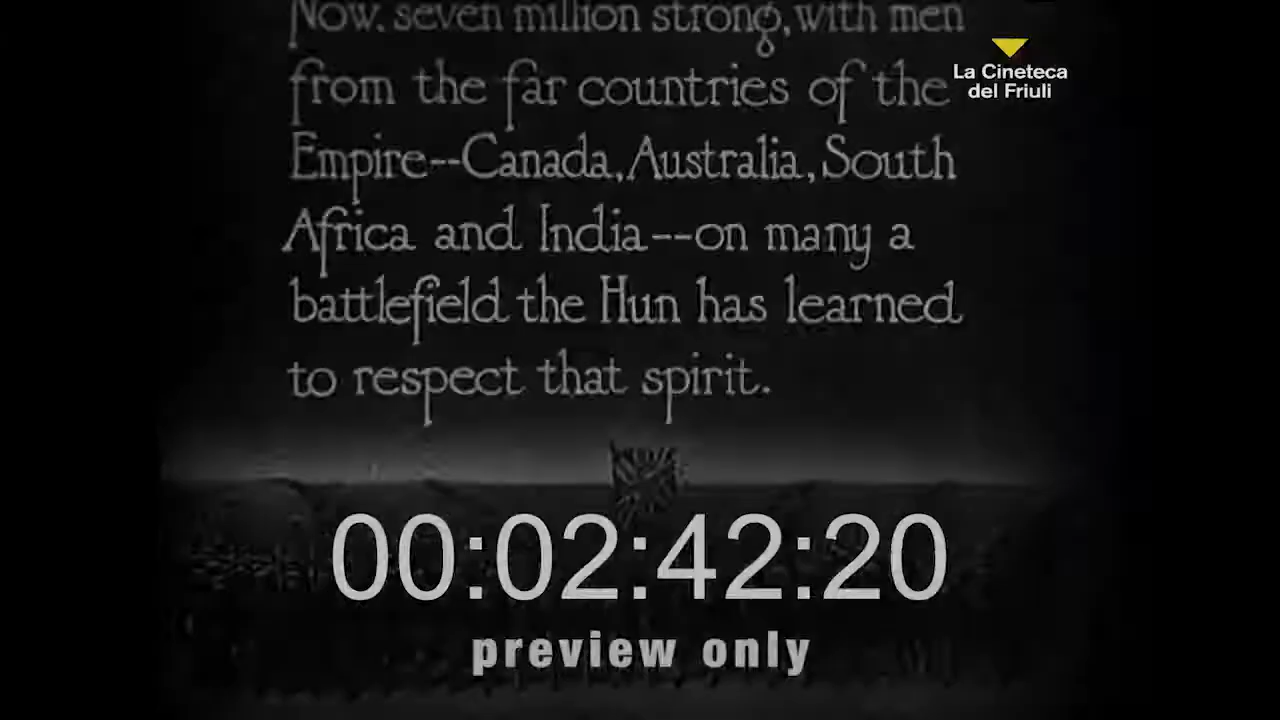 Now, seven million strong, with men
from the far countries of the
Empire--Canada, Australia, South
Africa and India--on many a
battlefield the Hun has learned
to respect that spirit.
La Cineteca
del Friuli
00:02:42:20
preview only